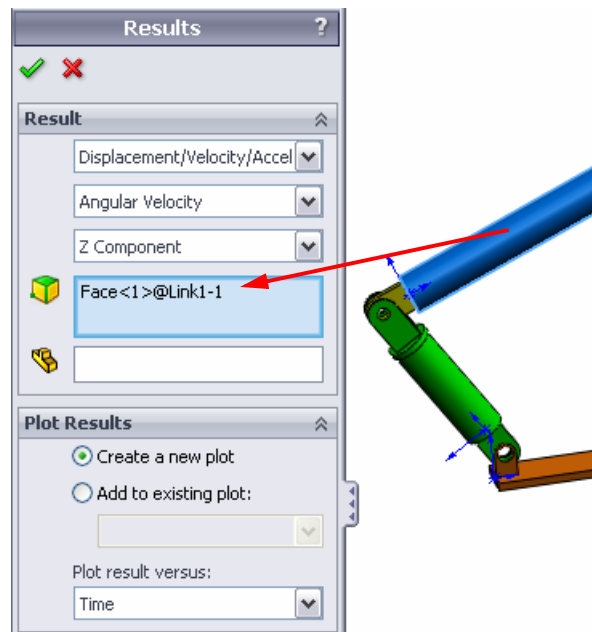 Results ?
Result
Displacement/Velocity/Accel
Angular Velocity
Z Component
Face<1>@Link1-1
Plot Results
Create a new plot
Add to existing plot:
Plot result versus:
Time